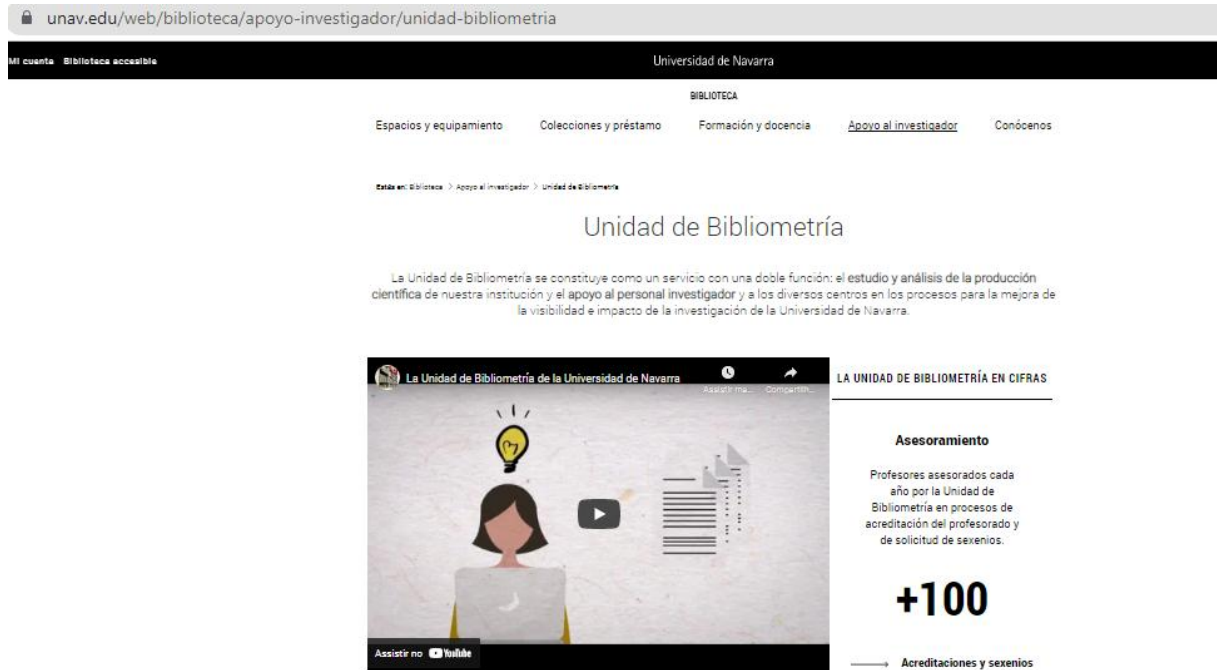 unav.edu/web/biblioteca/apoyo-investigador/unidad-bibliometria
Mi cuenta Biblioteca accesible
Universidad de Navarra
BIBLIOTECA
Espacios y equipamiento Colecciones y préstamo Formación y docencia Apoyo al investigador Conócenos
Estás en: Biblioteca > Apoyo al investigador > Unidad de Bibliometría
Unidad de Bibliometría
La Unidad de Bibliometría se constituye como un servicio con una doble función: el estudio y análisis de la producción
científica de nuestra institución y el apoyo al personal investigador y a los diversos centros en los procesos para la mejora de
la visibilidad e impacto de la investigación de la Universidad de Navarra.
La Unidad de Bibliometría de la Universidad de Navarra
Assistir ma... Compartilh...
Assistir no YouTube
LA UNIDAD DE BIBLIOMETRÍA EN CIFRAS
Asesoramiento
Profesores asesorados cada
año por la Unidad de
Bibliometría en procesos de
acreditación del profesorado y
de solicitud de sexenios.
+100
Acreditaciones y sexenios